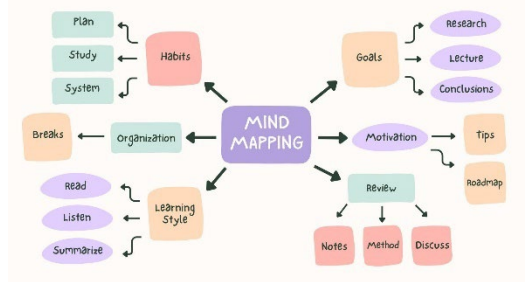 Plan
Study
System
Habits
Goals
Research
Lecture
Conclusions
Breaks
Organization
MIND
MAPPING
Motivation
Tips
Roadmap
Read
Listen
Summarize
Learning
Style
Review
Notes
Method
Discuss